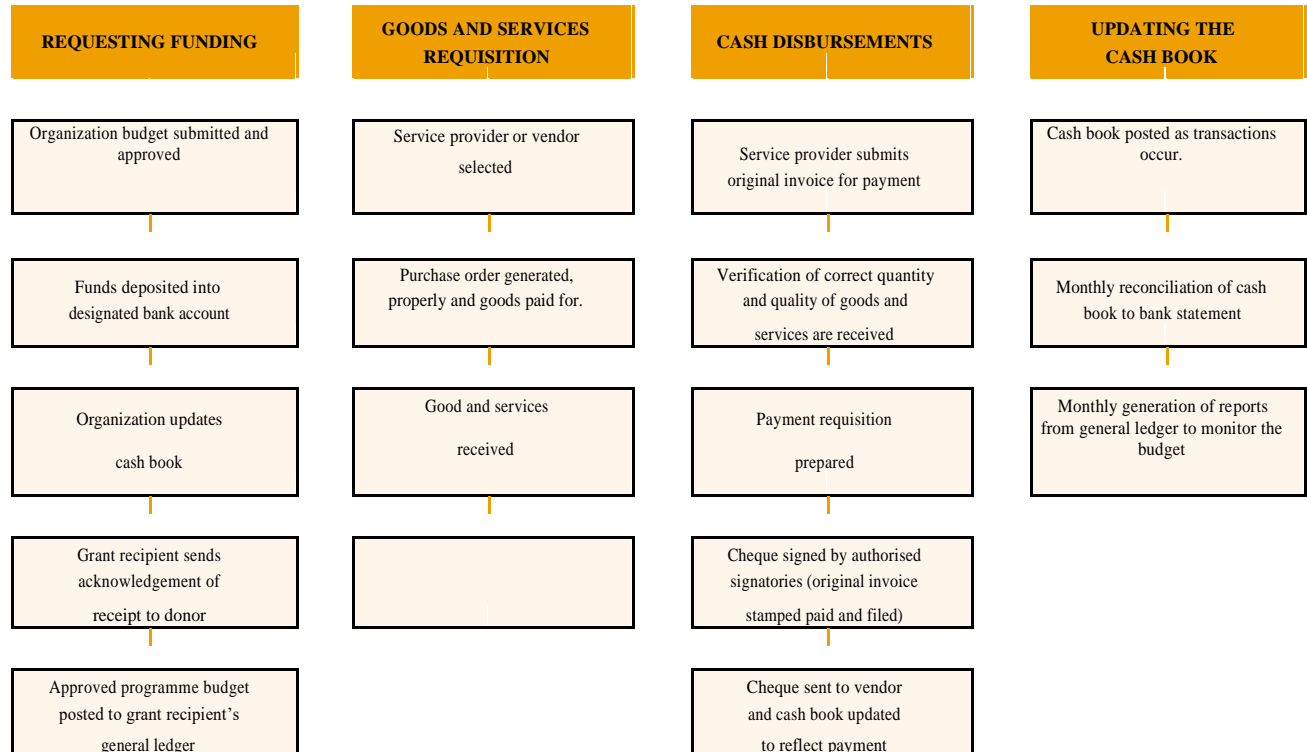 REQUESTING FUNDING
Organization budget submitted and
approved
Funds deposited into
designated bank account
Organization updates
cash book
Grant recipient sends
acknowledgement of
receipt to donor
Approved programme budget
posted to grant recipient's
general ledger
GOODS AND SERVICES
REQUISITION
Service provider or vendor
selected
Purchase order generated,
properly and goods paid for.
Good and services
received
CASH DISBURSEMENTS
Service provider submits
original invoice for payment
Verification of correct quantity
and quality of goods and
services are received
Payment requisition
prepared
Cheque signed by authorised
signatories (original invoice
stamped paid and filed)
Cheque sent to vendor
and cash book updated
to reflect payment
UPDATING THE
CASH BOOK
Cash book posted as transactions
occur.
Monthly reconciliation of cash
book to bank statement
Monthly generation of reports
from general ledger to monitor the
budget